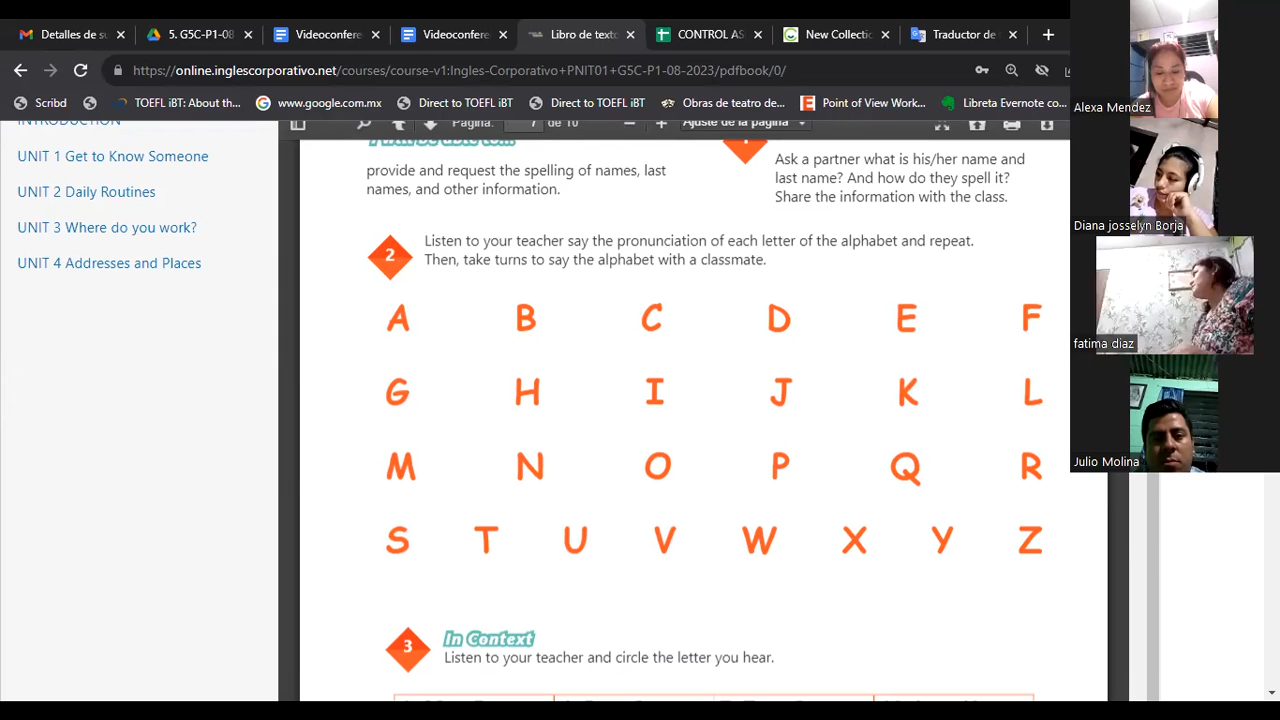 Detalles de su
5. G5C-P1-08
Videoconfere
Videoconfere
Libro de texto
CONTROL AS
New Collectio
Traductor de
https://online.inglescorporativo.net/courses/course-v1:Ingles-Corporativo+PNIT01+G5C-P1-08-2023/pdfbook/0/
Scribd
TOEFL iBT: About th...
www.google.com.mx
Direct to TOEFL iBT
Direct to TOEFL iBT
Obras de teatro de...
Point of View Work...
Libreta Evernote co...
INTRODUCTION
UNIT 1 Get to Know Someone
UNIT 2 Daily Routines
UNIT 3 Where do you work?
UNIT 4 Addresses and Places
Página: 7 de 10
Ajuste de la página
I will be able to...
provide and request the spelling of names, last
names, and other information.
1
Ask a partner what is his/her name and
last name? And how do they spell it?
Share the information with the class.
2
Listen to your teacher say the pronunciation of each letter of the alphabet and repeat.
Then, take turns to say the alphabet with a classmate.
A B C D E F
G H I J K L
M N O P Q R
S T U V W X Y Z
3
In Context
Listen to your teacher and circle the letter you hear.
Alexa Mendez
Diana josselyn Borja
fatima diaz
Julio Molina